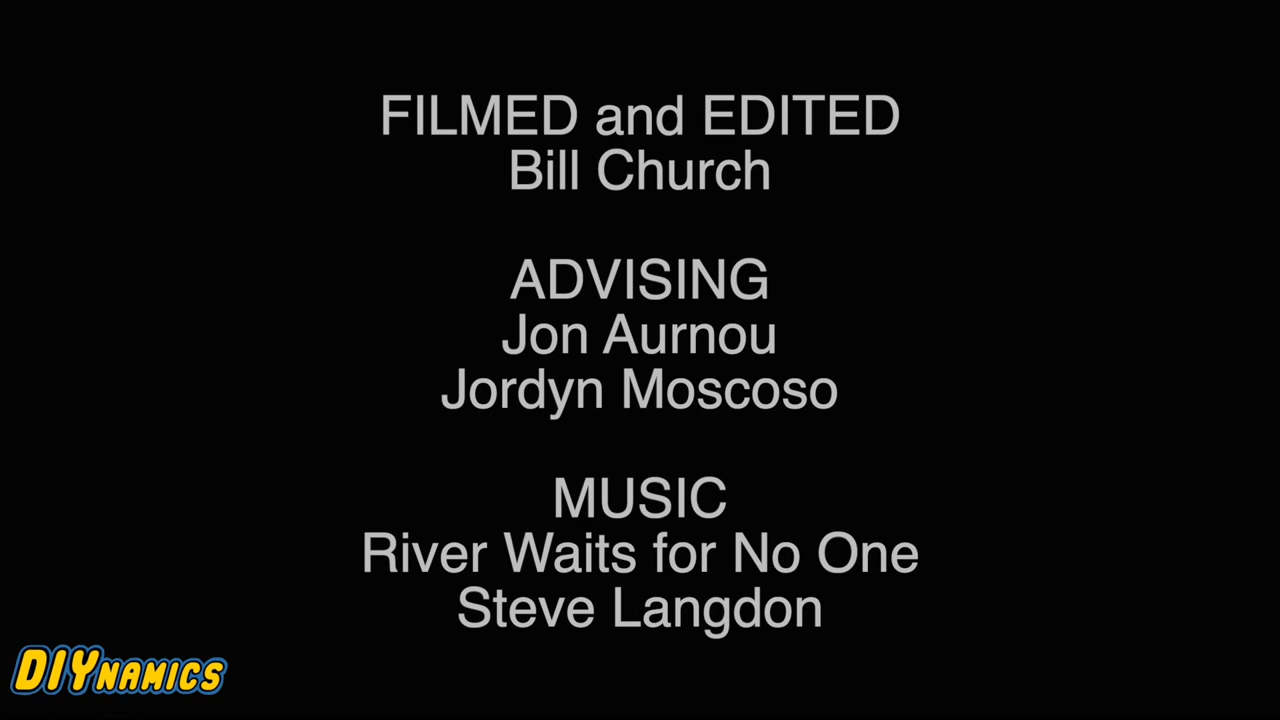 FILMED and EDITED
Bill Church
ADVISING
Jon Aurnou
Jordyn Moscoso
MUSIC
River Waits for No One
Steve Langdon
DIYNAMICS